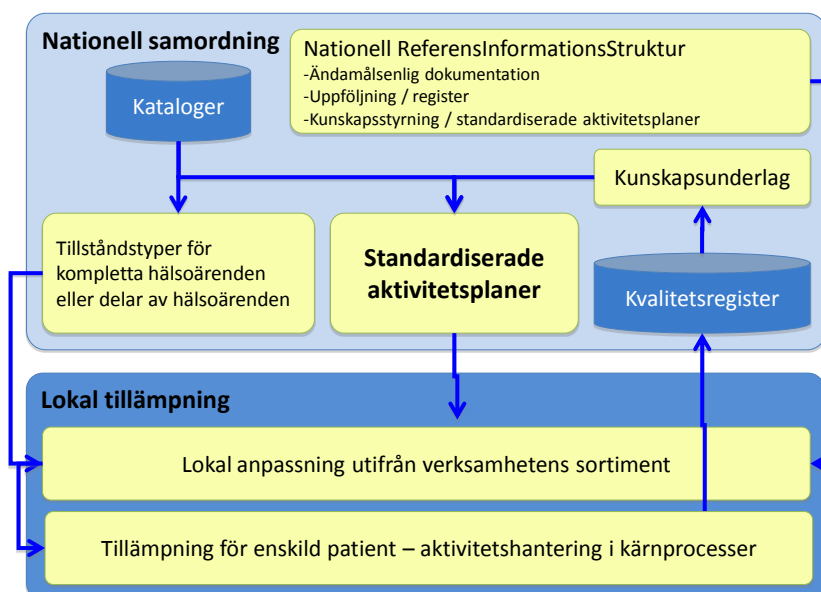 Nationell samordning
Kataloger
Nationell ReferensInformationsStruktur
-Ändamålsenlig dokumentation
-Uppföljning / register
-Kunskapsstyrning / standardiserade aktivitetsplaner
Kunskapsunderlag
Tillståndstyper för
kompletta hälsoärenden
eller delar av hälsoärenden
Standardiserade
aktivitetsplaner
Kvalitetsregister
Lokal tillämpning
Lokal anpassning utifrån verksamhetens sortiment
Tillämpning för enskild patient – aktivitetshantering i kärnprocesser